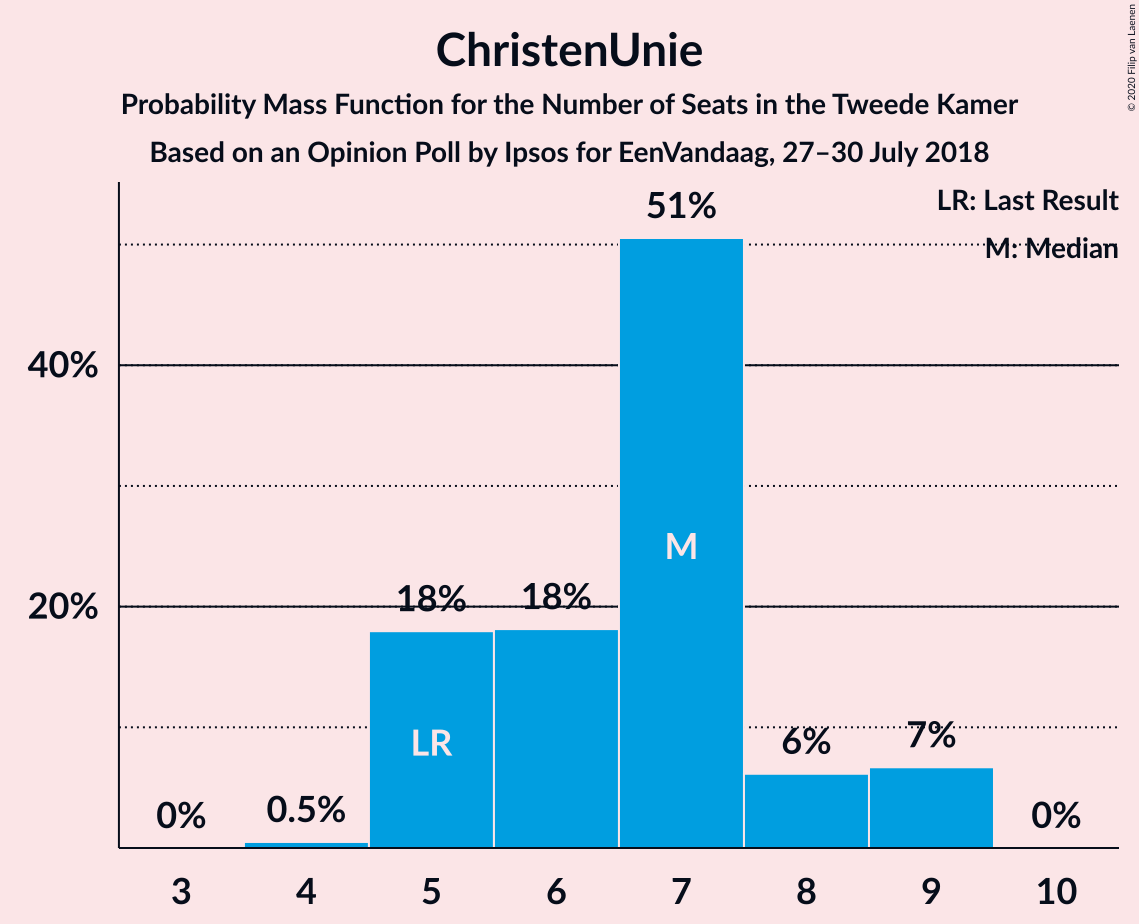 © 2020 Filip van Laenen
ChristenUnie
Probability Mass Function for the Number of Seats in the Tweede Kamer
Based on an Opinion Poll by Ipsos for EenVandaag, 27–30 July 2018
LR: Last Result
M: Median
51%
40%
M
20%
18%
18%
LR
6%
7%
0%
0.5%
0%
3
4
5
6
7
8
9
10